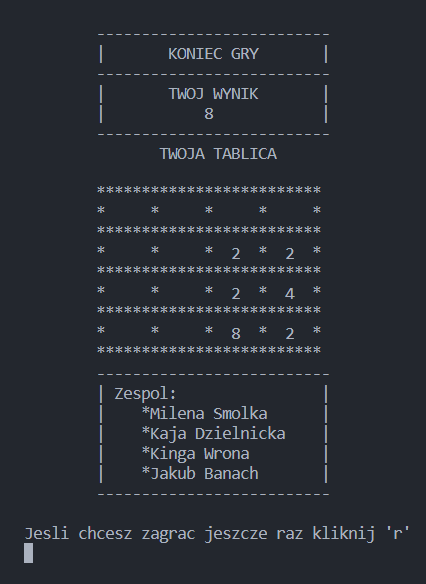 ---------------------------
|       KONIEC GRY       |
---------------------------
|       TWOJ WYNIK       |
|           8            |
---------------------------
TWOJA TABLICA
*************************
*     *     *     *     *
*************************
*     *     *  2  *  2  *
*************************
*     *     *  2  *  4  *
*************************
*     *     *  8  *  2  *
*************************
---------------------------
| Zespol:                |
|    *Milena Smolka      |
|    *Kaja Dzielnicka    |
|    *Kinga Wrona        |
|    *Jakub Banach       |
---------------------------
Jesli chcesz zagrac jeszcze raz kliknij 'r'